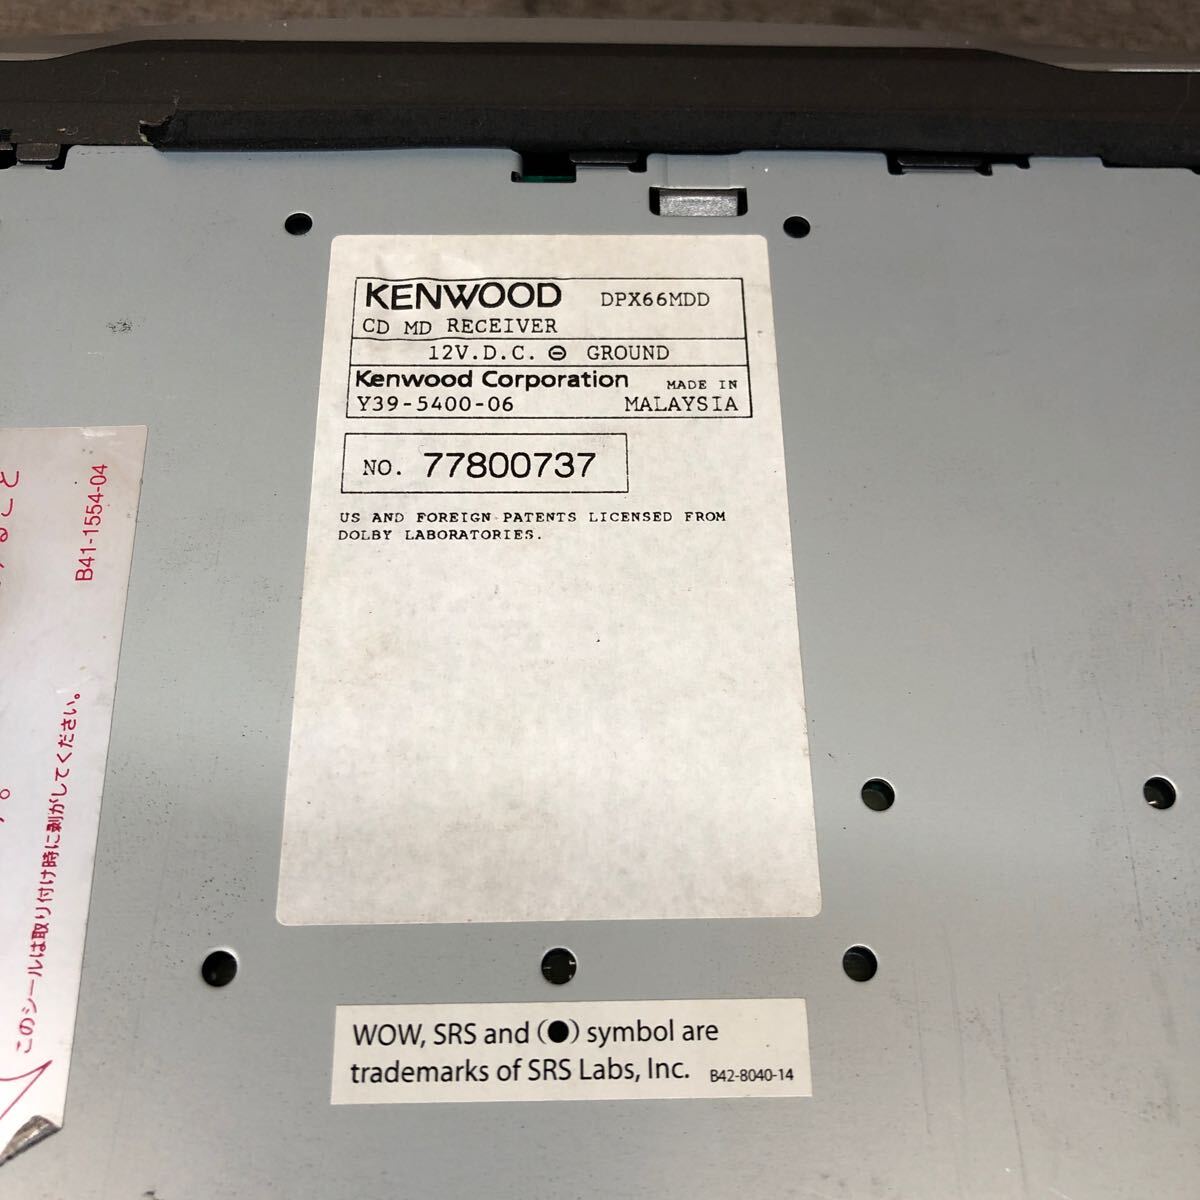 KENWOOD DPX66MDD
CD MD RECEIVER
12V.D.C. ⊖ GROUND
Kenwood Corporation MADE IN
Y39-5400-06 MALAYSIA
NO. 77800737
US AND FOREIGN PATENTS LICENSED FROM
DOLBY LABORATORIES.
WOW, SRS and (●) symbol are
trademarks of SRS Labs, Inc. B42-8040-14
B41-1554-04
こと
このシールは取り付け時に剥がしてください。